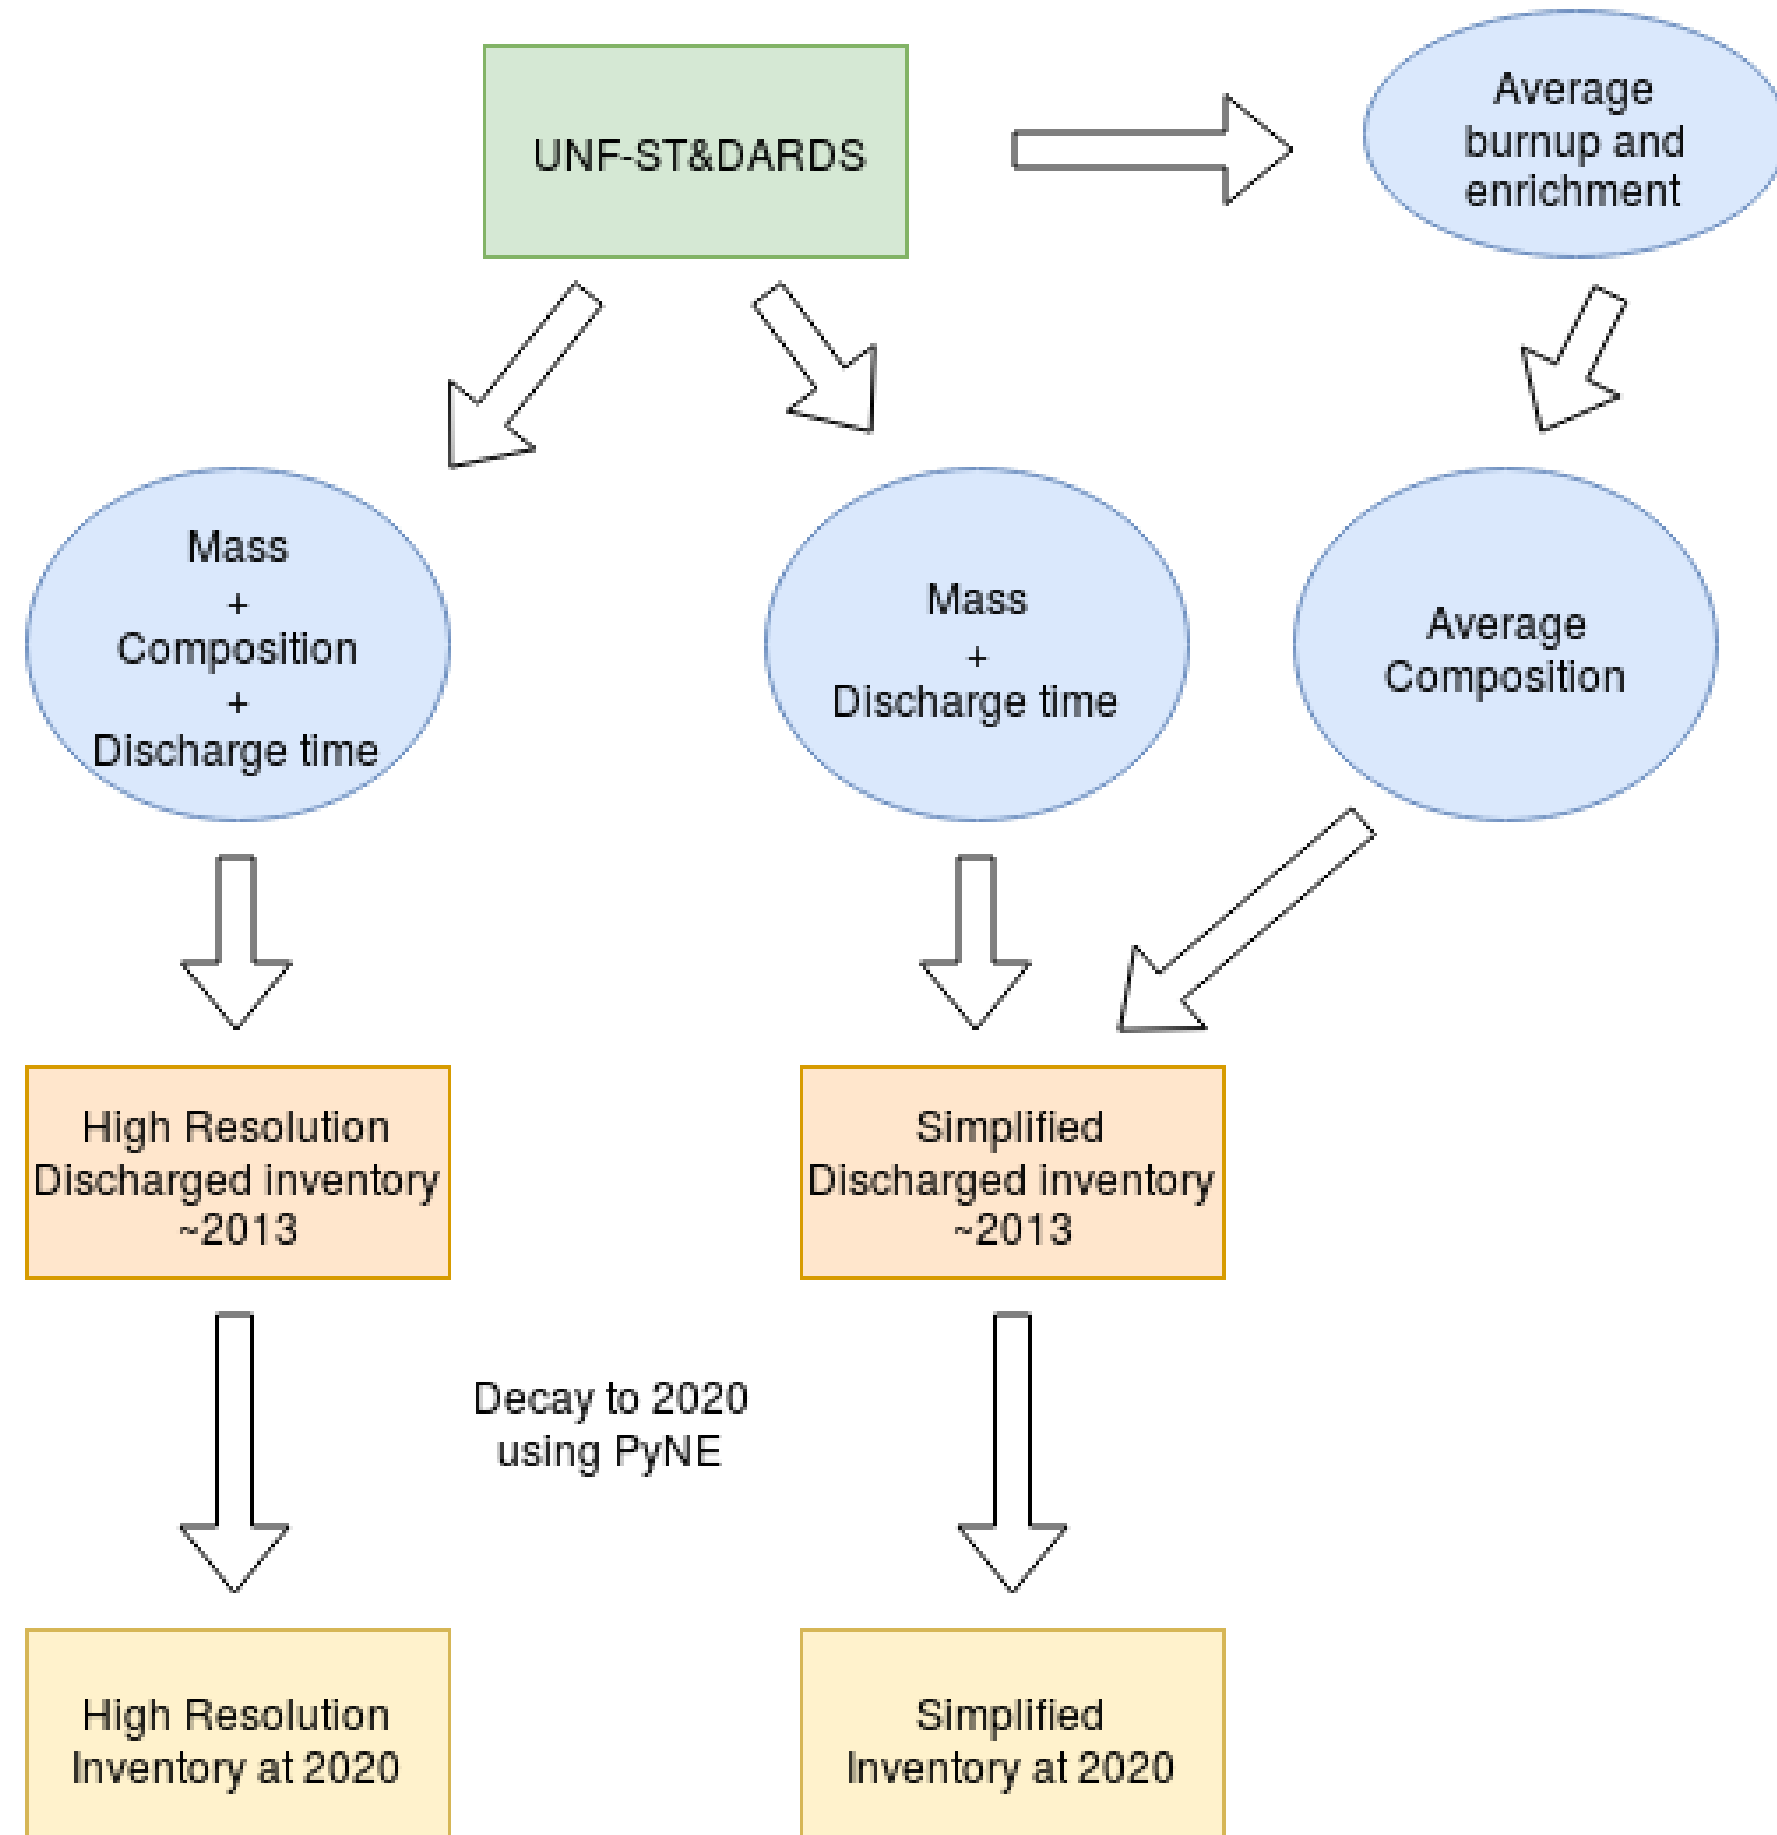 UNF-ST&DARDS
Average
burnup and
enrichment
Mass
+
Composition
+
Discharge time
Mass
+
Discharge time
Average
Composition
High Resolution
Discharged inventory
~2013
Simplified
Discharged inventory
~2013
Decay to 2020
using PyNE
High Resolution
Inventory at 2020
Simplified
Inventory at 2020